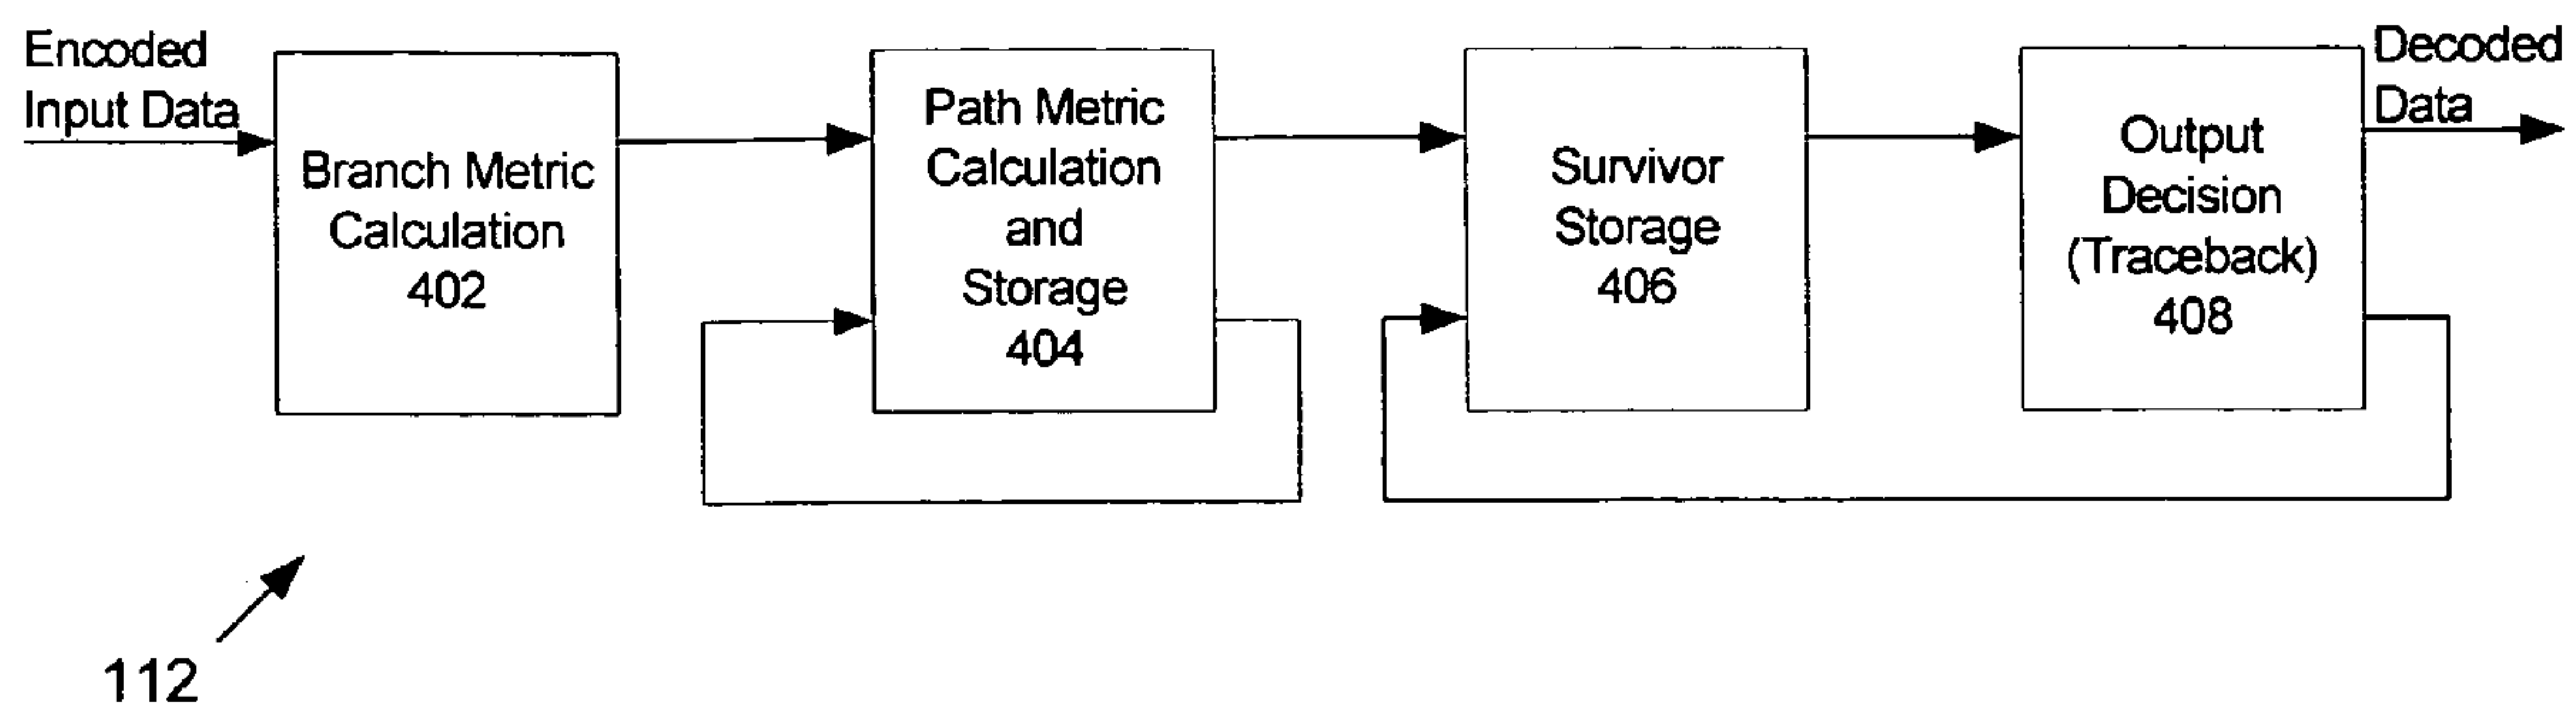 Encoded
Input Data
Branch Metric
Calculation
402
Path Metric
Calculation
and
Storage
404
Survivor
Storage
406
Output
Decision
(Traceback)
408
Decoded
Data
112